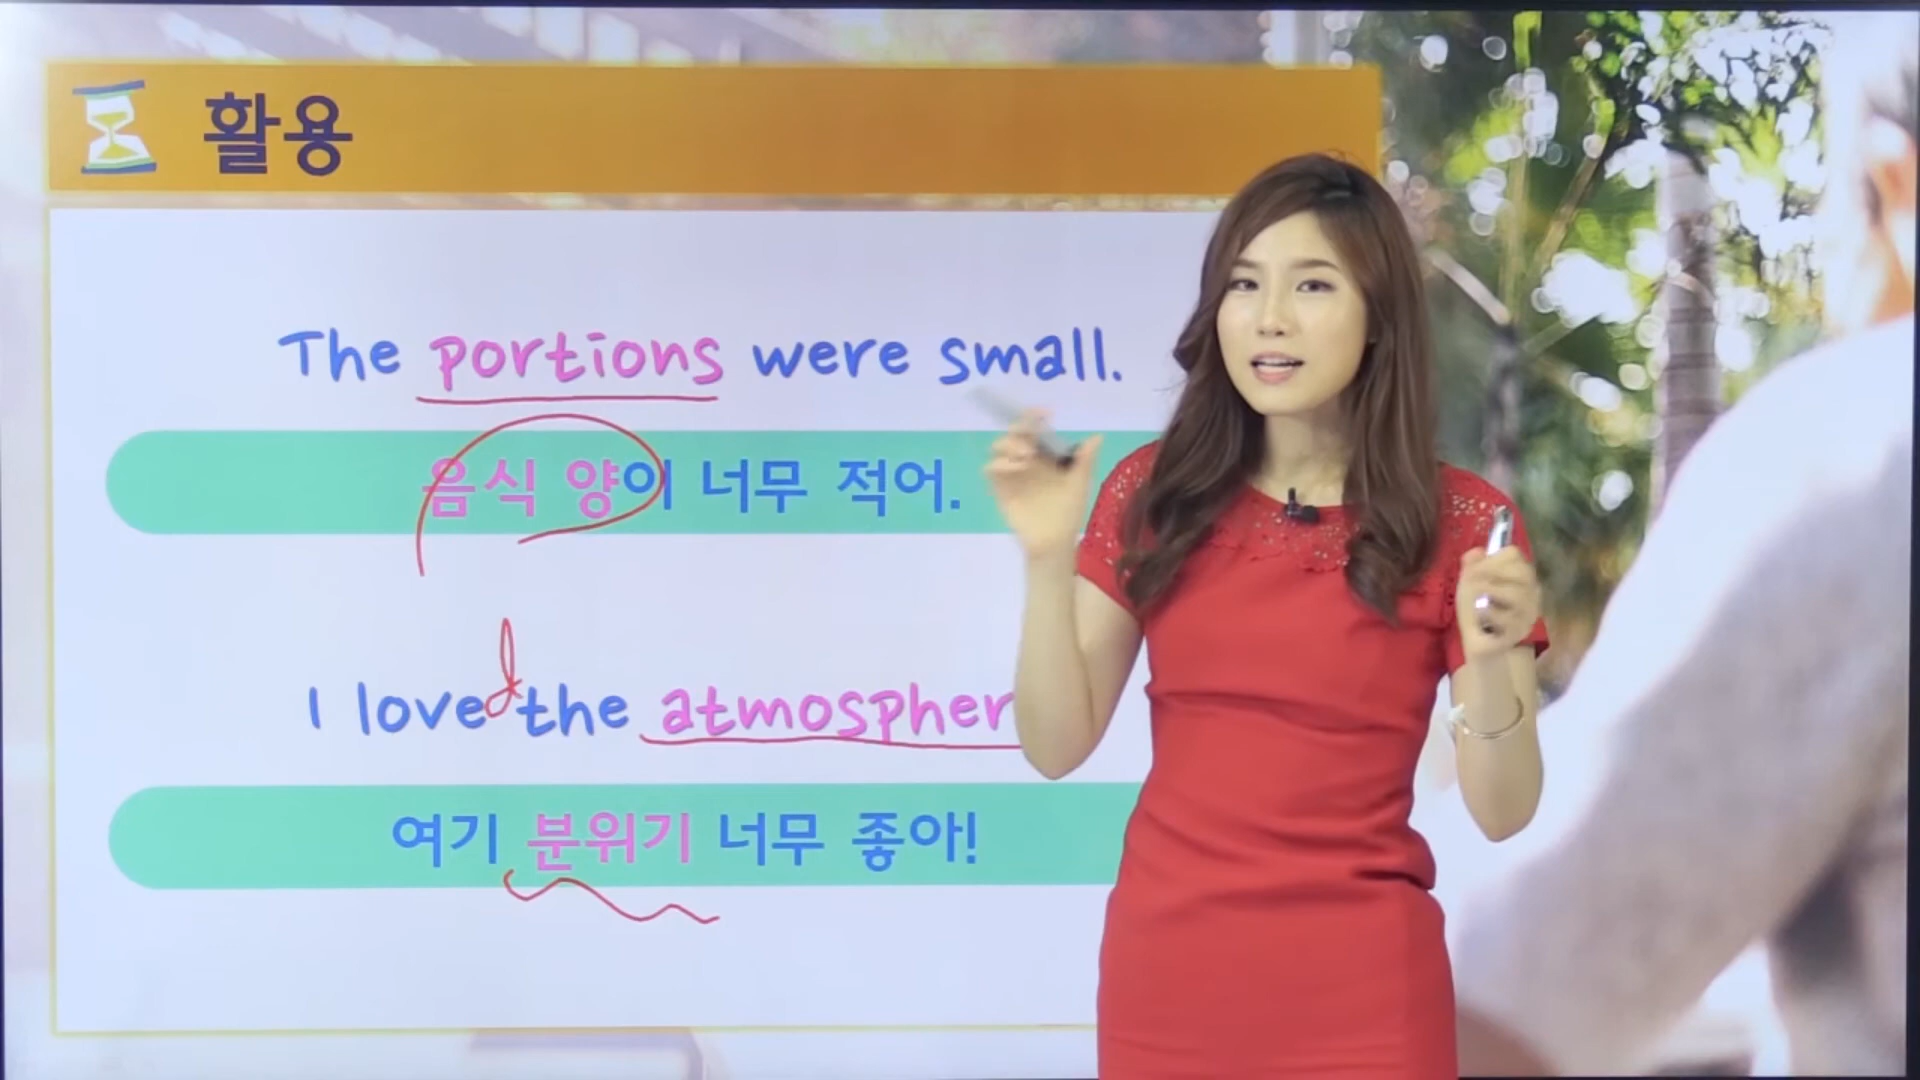 활용
The portions were small.
음식 양이 너무 적어.
I loved the atmospher
여기 분위기 너무 좋아!